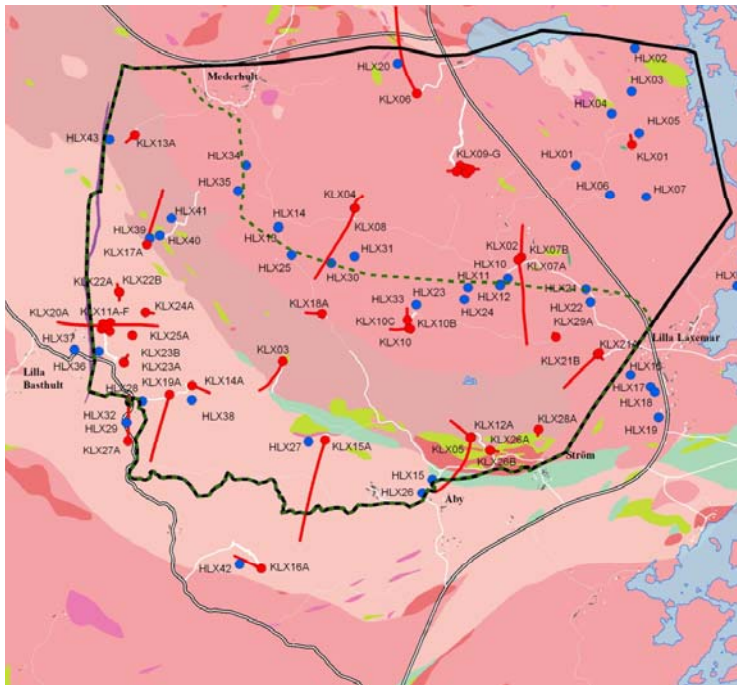 HLX02
HLX20
Mederhult
HLX03
KLX06
HLX04
HLX05
HLX43
KLX13A
KLX09-G
KLX01
HLX34
HLX01
HLX35
HLX06
HLX07
KLX04
HLX41
HLX14
KLX08
HLX39
HLX40
HLX13
KLX17A
KLX02
KLX07B
HLX31
HLX25
HLX10
KLX07A
HLX30
HLX11
KLX22A
KLX22B
HLX21
HLX12
HLX33
HLX23
HLX22
KLX20A
KLX11A-F
KLX24A
KLX18A
HLX24
KLX10C
KLX10B
KLX29A
KLX10
Lilla Laxemar
KLX25A
HLX37
KLX21A
KLX23B
KLX21B
HLX36
Lilla
Basthult
KLX23A
KLX03
HLX16
KLX19A
KLX14A
HLX28
HLX17
HLX38
HLX18
HLX32
KLX12A
KLX28A
HLX19
HLX29
HLX27
KLX15A
KLX26A
KLX27A
KLX05
KLX26B
Ström
HLX15
HLX26
Äby
HLX42
KLX16A